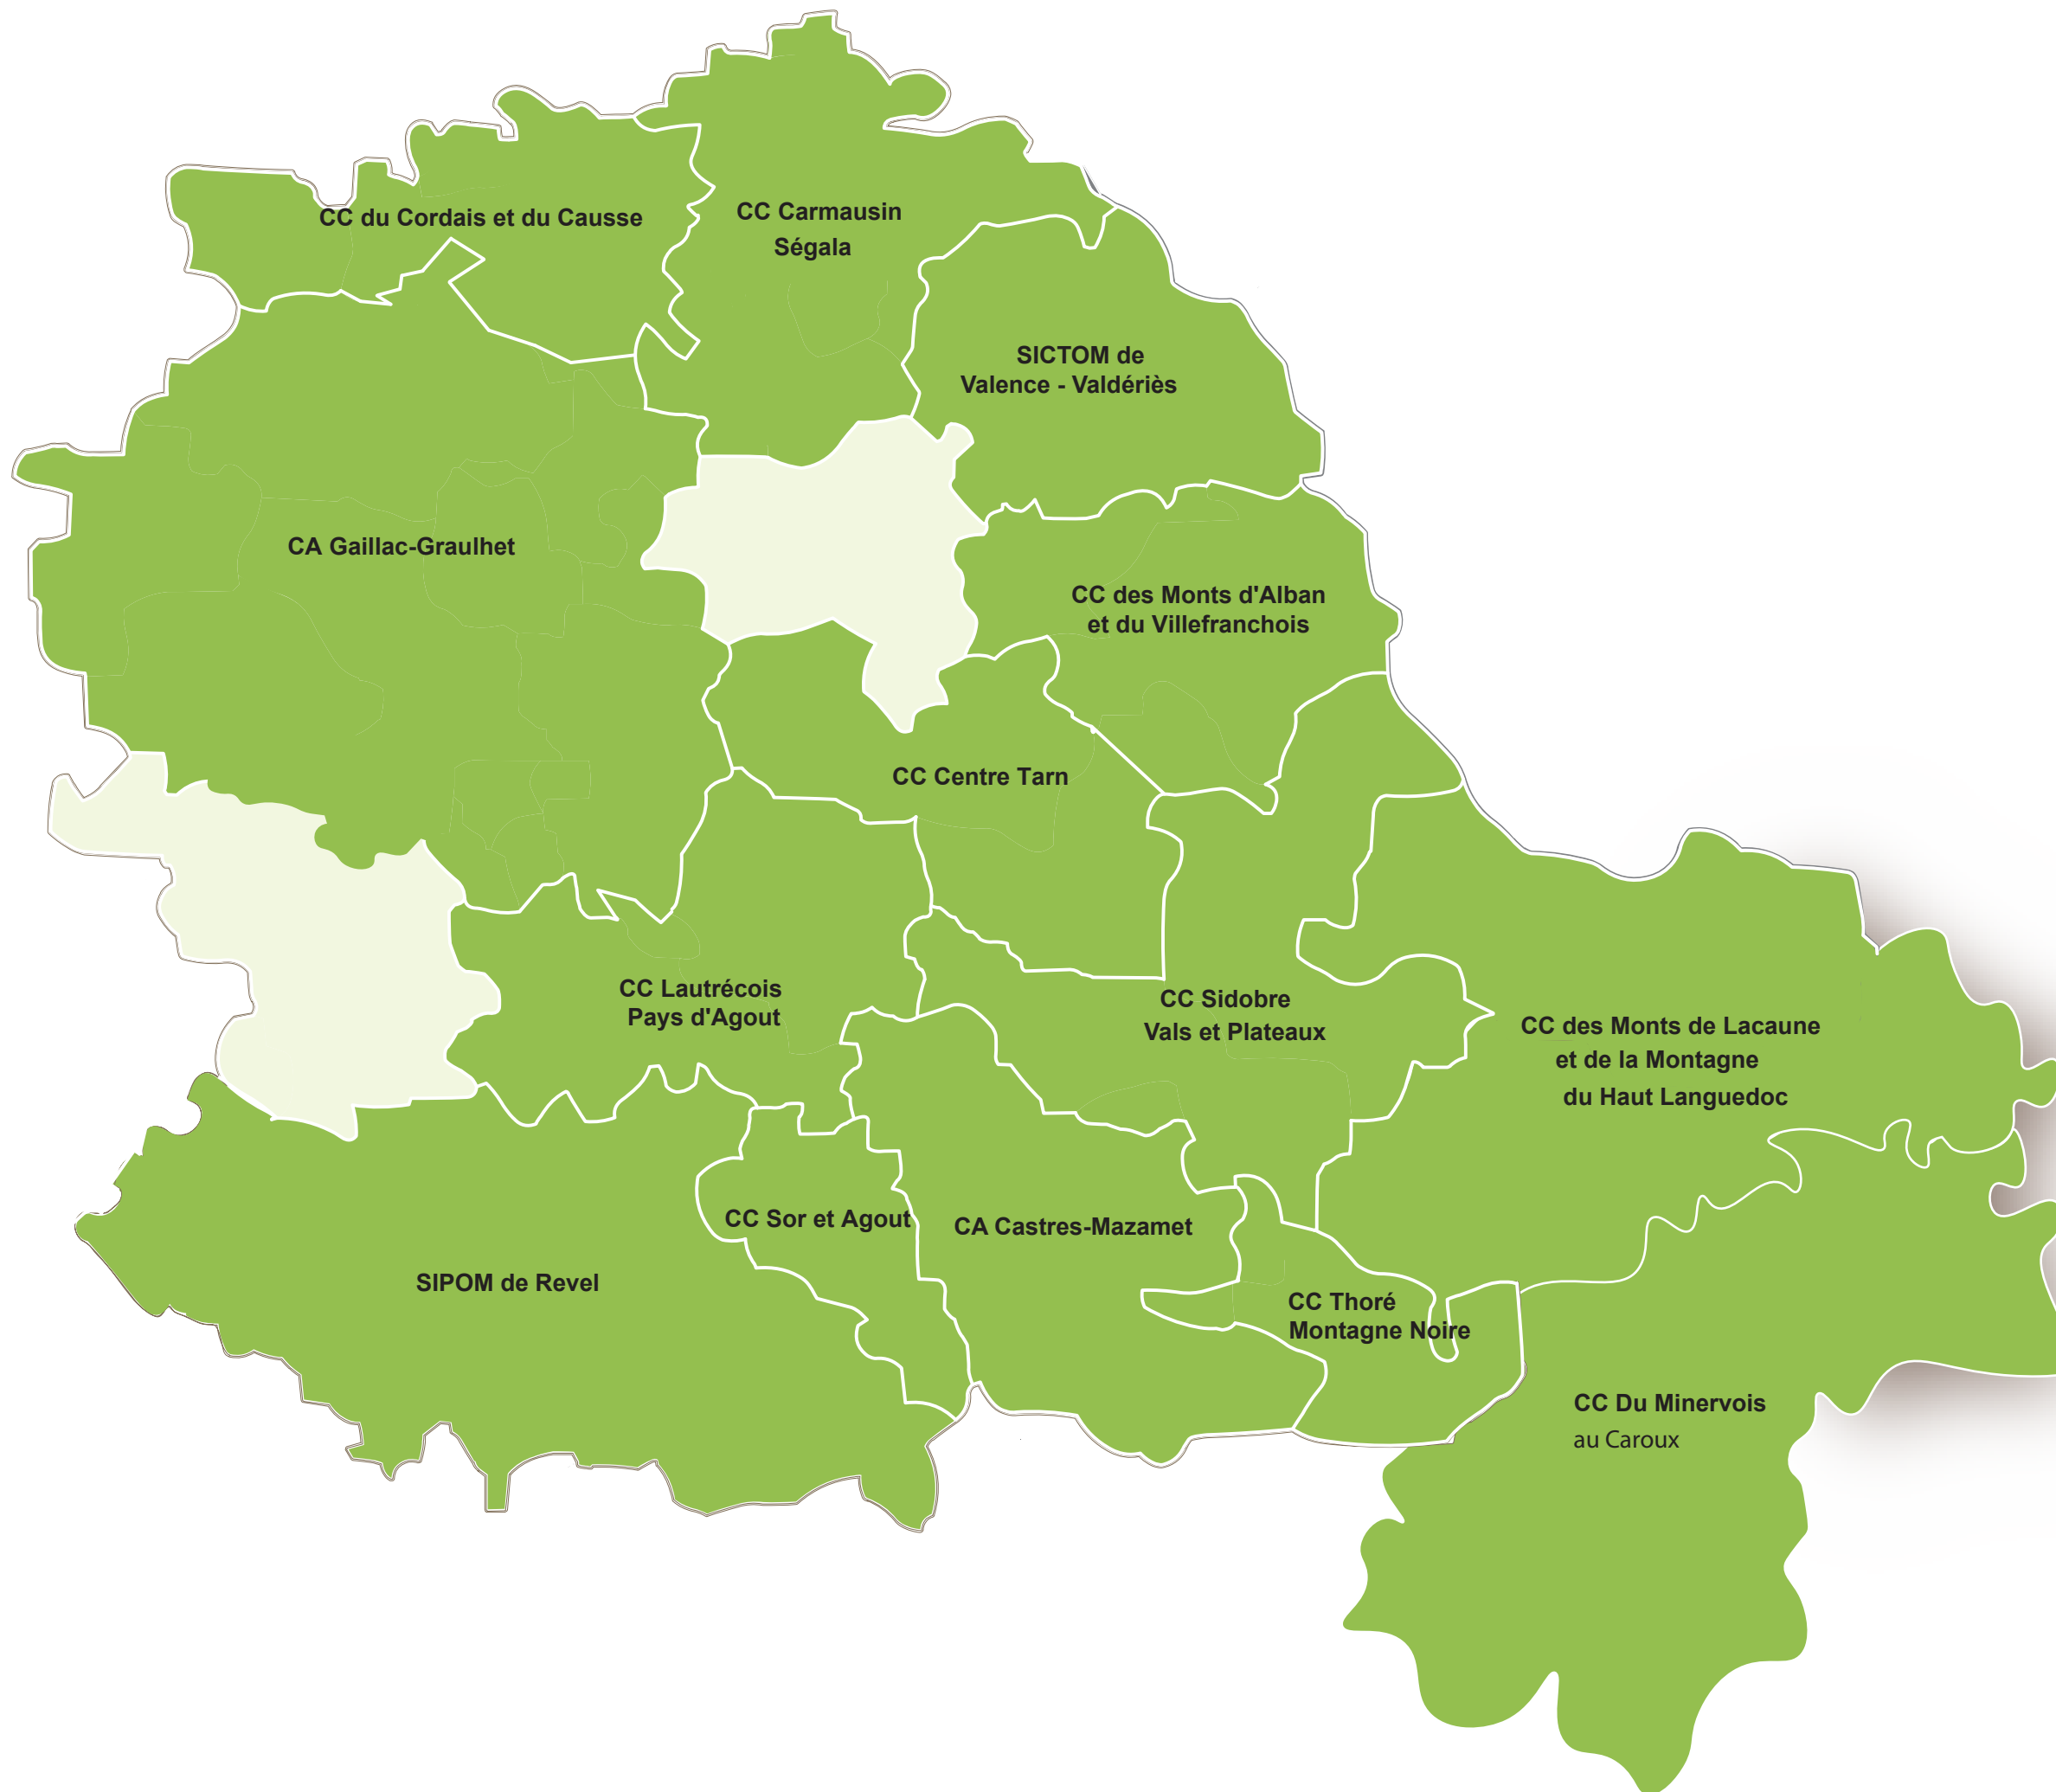 CC du Cordais et du Causse
CC Carmausin
Ségala
SICTOM de
Valence - Valdériès
CA Gaillac-Graulhet
CC des Monts d'Alban
et du Villefranchois
CC Centre Tarn
CC Lautrécois
Pays d'Agout
CC Sidobre
Vals et Plateaux
CC des Monts de Lacaune
et de la Montagne
du Haut Languedoc
CC Sor et Agout
CA Castres-Mazamet
SIPOM de Revel
CC Thoré
Montagne Noire
CC Du Minervois
au Caroux